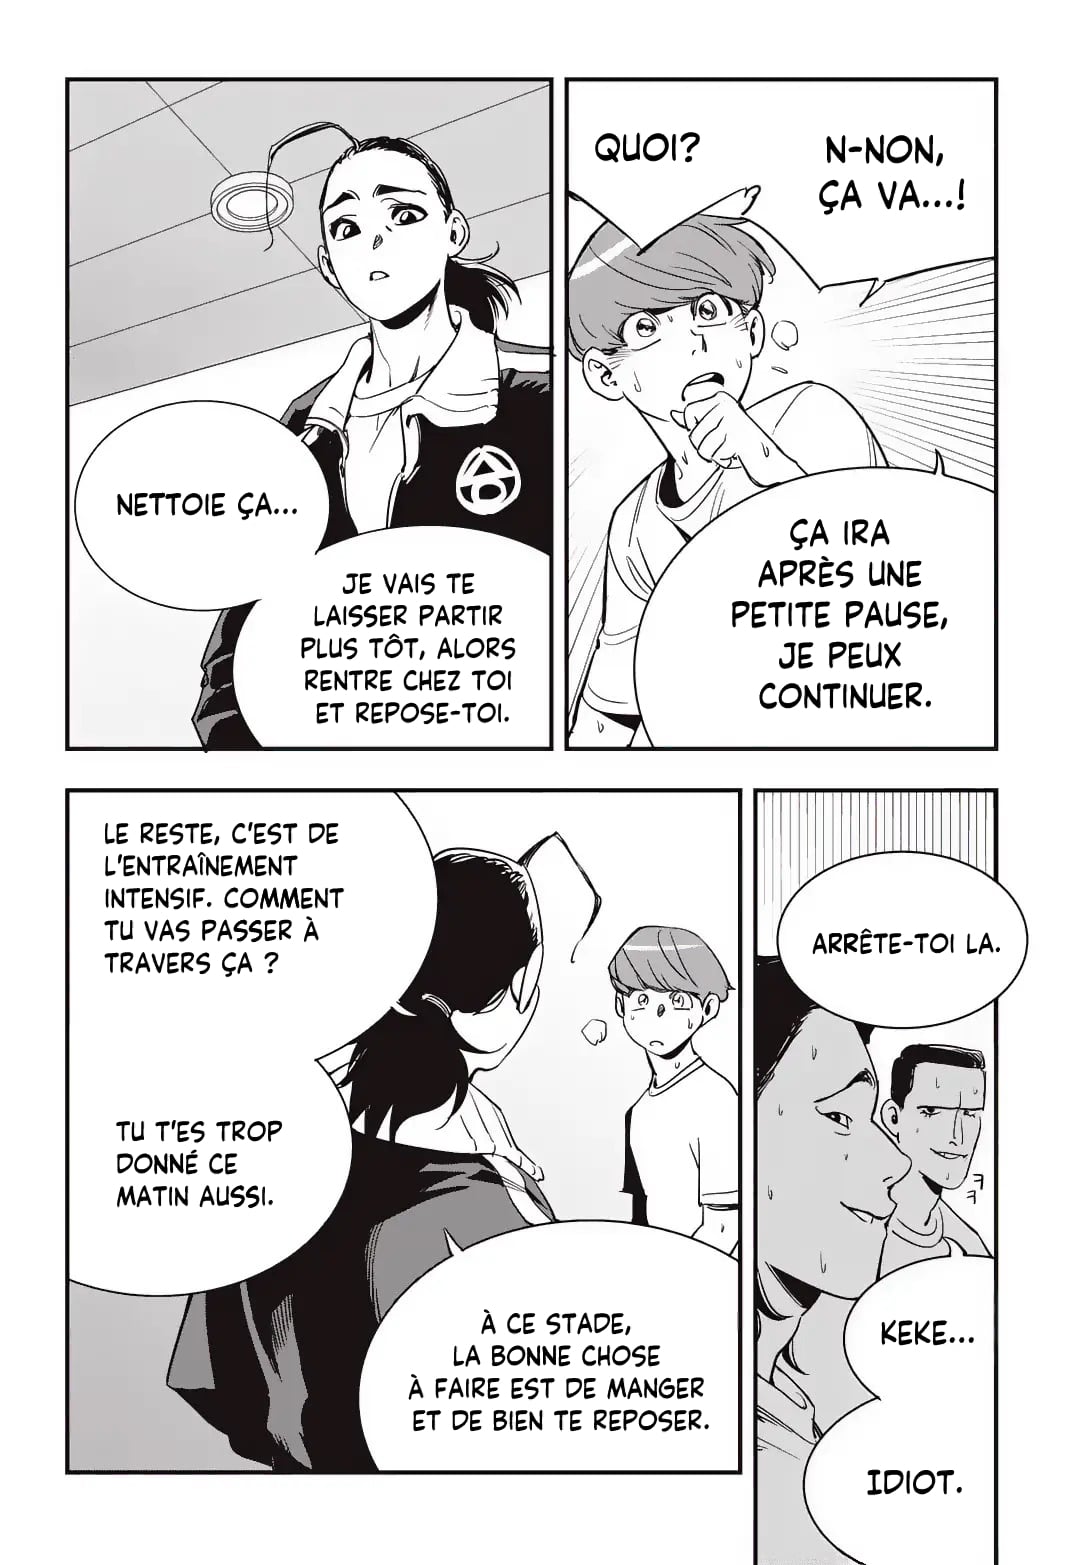 NETTOIE ÇA...
JE VAIS TE
LAISSER PARTIR
PLUS TÔT, ALORS
RENTRE CHEZ TOI
ET REPOSE-TOI.
QUOI?
N-NON,
ÇA VA...!
ÇA IRA
APRÈS UNE
PETITE PAUSE,
JE PEUX
CONTINUER.
LE RESTE, C'EST DE
L'ENTRAÎNEMENT
INTENSIF. COMMENT
TU VAS PASSER À
TRAVERS ÇA ?
TU T'ES TROP
DONNÉ CE
MATIN AUSSI.
À CE STADE,
LA BONNE CHOSE
À FAIRE EST DE MANGER
ET DE BIEN TE REPOSER.
ARRÊTE-TOI LA.
ㅋ
ㅋ
KEKE...
IDIOT.